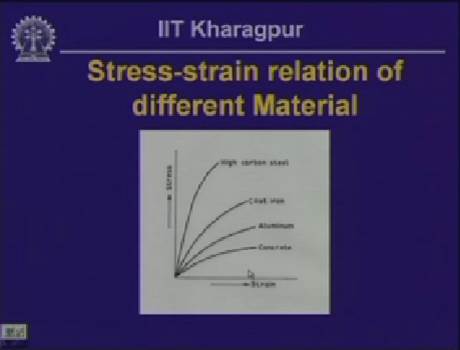 IIT Kharagpur
Stress-strain relation of
different Material
High carbon steel
Cast iron
Aluminum
Concrete
Stress
Strain